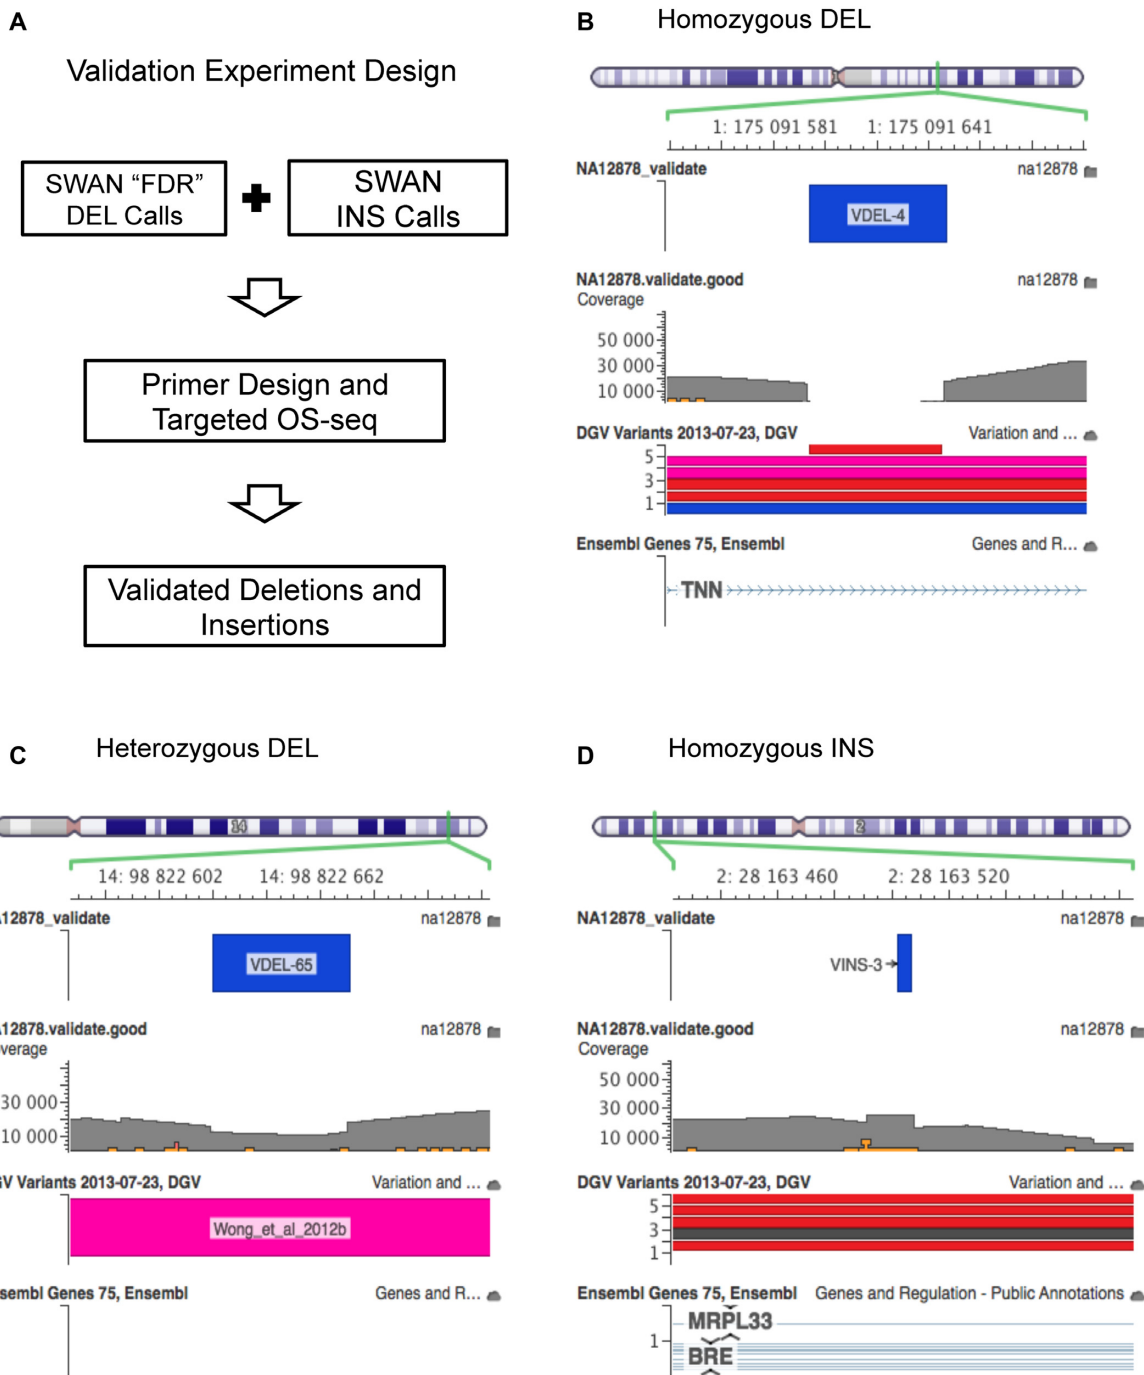 A
Validation Experiment Design
SWAN “FDR”
DEL Calls
SWAN
INS Calls
Primer Design and
Targeted OS-seq
Validated Deletions and
Insertions
B
Homozygous DEL
1: 175 091 581 1: 175 091 641
NA12878_validate na12878
VDEL-4
NA12878.validate.good na12878
Coverage
50 000
30 000
10 000
DGV Variants 2013-07-23, DGV Variation and ...
5
3
1
Ensembl Genes 75, Ensembl Genes and R...
TNN
C
Heterozygous DEL
14
14: 98 822 602 14: 98 822 662
12878_validate na12878
VDEL-65
12878.validate.good na12878
verage
30 000
10 000
V Variants 2013-07-23, DGV Variation and ...
Wong_et_al_2012b
sembl Genes 75, Ensembl Genes and R...
D
Homozygous INS
2
2: 28 163 460 2: 28 163 520
NA12878_validate na12878
VINS-3
NA12878.validate.good na12878
Coverage
50 000
30 000
10 000
DGV Variants 2013-07-23, DGV Variation and ...
5
3
1
Ensembl Genes 75, Ensembl Genes and Regulation - Public Annotations
MRPL33
1
BRE